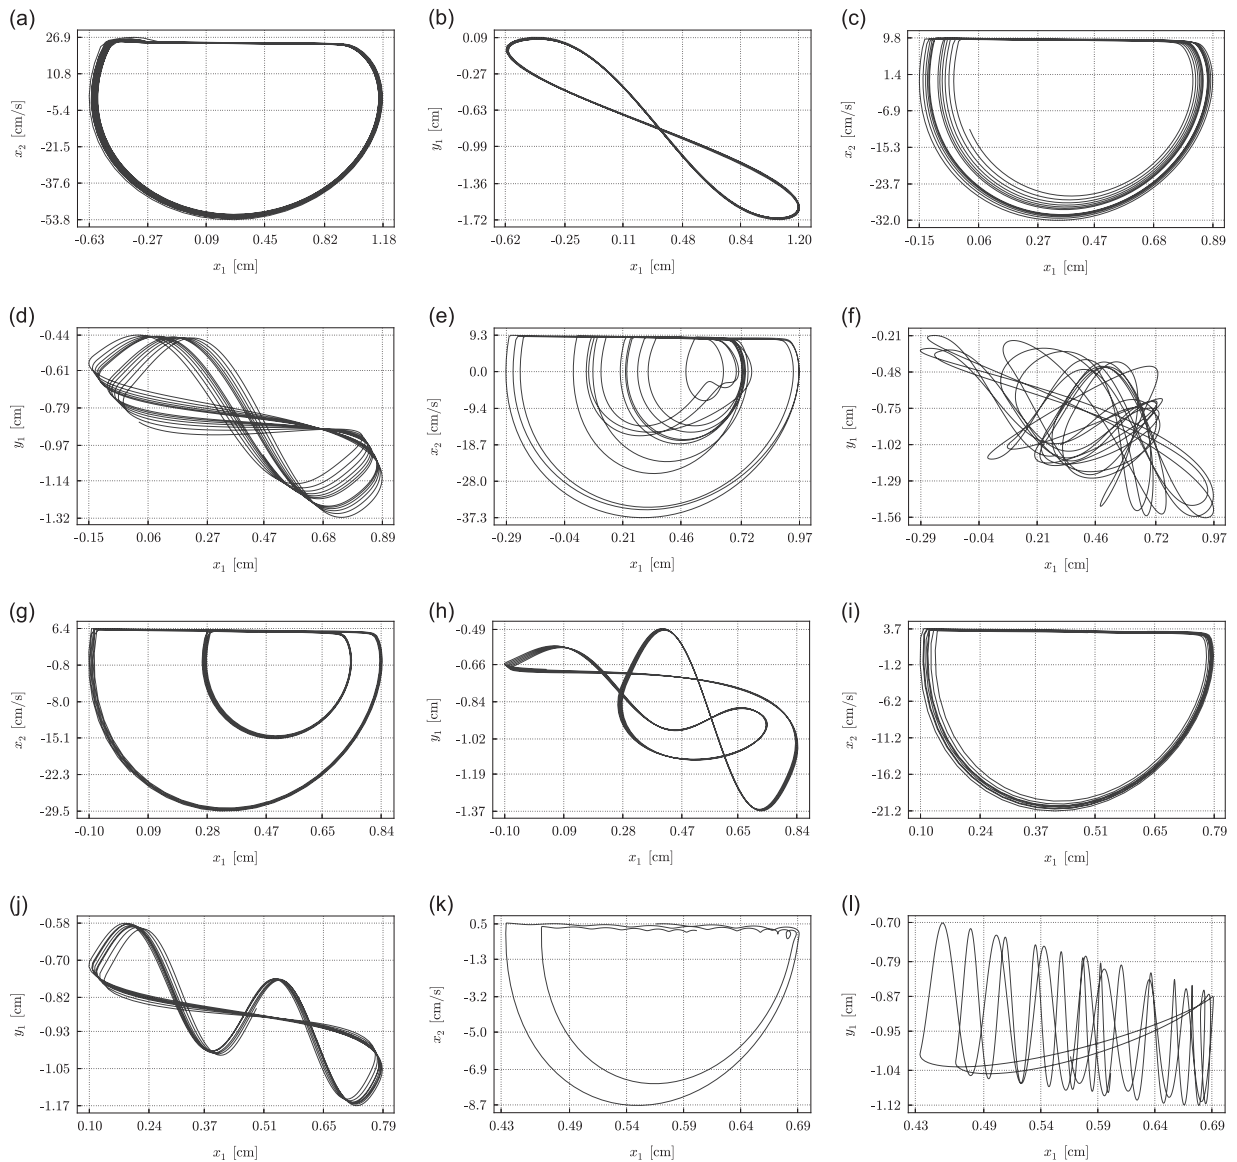 (a)
26.9
10.8
-5.4
-21.5
-37.6
-53.8
x₂ [cm/s]
-0.63 -0.27 0.09 0.45 0.82 1.18
x₁ [cm]
(b)
0.09
-0.27
-0.63
-0.99
-1.36
-1.72
y₁ [cm]
-0.62 -0.25 0.11 0.48 0.84 1.20
x₁ [cm]
(c)
9.8
1.4
-6.9
-15.3
-23.7
-32.0
x₂ [cm/s]
-0.15 0.06 0.26 0.47 0.68 0.89
x₁ [cm]
(d)
-0.44
-0.61
-0.79
-0.97
-1.14
-1.32
y₁ [cm]
-0.15 0.06 0.27 0.47 0.68 0.89
x₁ [cm]
(e)
9.3
0.0
-9.4
-18.7
-28.0
-37.3
x₂ [cm/s]
-0.29 -0.04 0.21 0.46 0.72 0.97
x₁ [cm]
(f)
-0.21
-0.48
-0.75
-1.02
-1.29
-1.56
y₁ [cm]
-0.29 -0.04 0.21 0.46 0.72 0.97
x₁ [cm]
(g)
6.4
-0.8
-8.0
-15.1
-22.3
-29.5
x₂ [cm/s]
-0.10 0.09 0.28 0.47 0.65 0.84
x₁ [cm]
(h)
-0.49
-0.66
-0.84
-1.02
-1.19
-1.37
y₁ [cm]
-0.10 0.09 0.28 0.47 0.65 0.84
x₁ [cm]
(i)
3.7
-1.2
-6.2
-11.2
-16.2
-21.2
x₂ [cm/s]
0.10 0.24 0.37 0.51 0.65 0.79
x₁ [cm]
(j)
-0.58
-0.70
-0.82
-0.93
-1.05
-1.17
y₁ [cm]
0.10 0.24 0.37 0.51 0.65 0.79
x₁ [cm]
(k)
0.5
-1.3
-3.2
-5.0
-6.9
-8.7
x₂ [cm/s]
0.43 0.49 0.54 0.59 0.64 0.69
x₁ [cm]
(l)
-0.70
-0.79
-0.87
-0.95
-1.04
-1.12
y₁ [cm]
0.43 0.49 0.54 0.59 0.64 0.69
x₁ [cm]